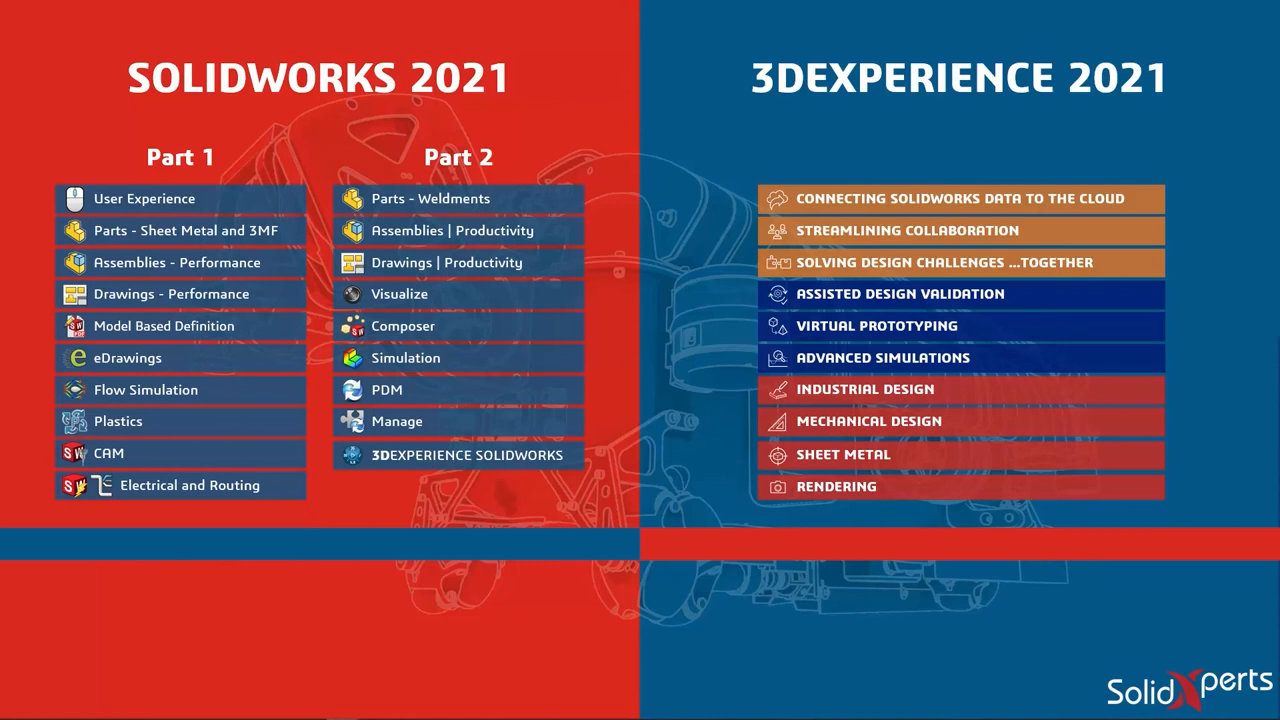 SOLIDWORKS 2021
Part 1
User Experience
Parts - Sheet Metal and 3MF
Assemblies - Performance
Drawings - Performance
Model Based Definition
eDrawings
Flow Simulation
Plastics
CAM
Electrical and Routing
Part 2
Parts - Weldments
Assemblies | Productivity
Drawings | Productivity
Visualize
Composer
Simulation
PDM
Manage
3DEXPERIENCE SOLIDWORKS
3DEXPERIENCE 2021
CONNECTING SOLIDWORKS DATA TO THE CLOUD
STREAMLINING COLLABORATION
SOLVING DESIGN CHALLENGES ...TOGETHER
ASSISTED DESIGN VALIDATION
VIRTUAL PROTOTYPING
ADVANCED SIMULATIONS
INDUSTRIAL DESIGN
MECHANICAL DESIGN
SHEET METAL
RENDERING
SolidXperts